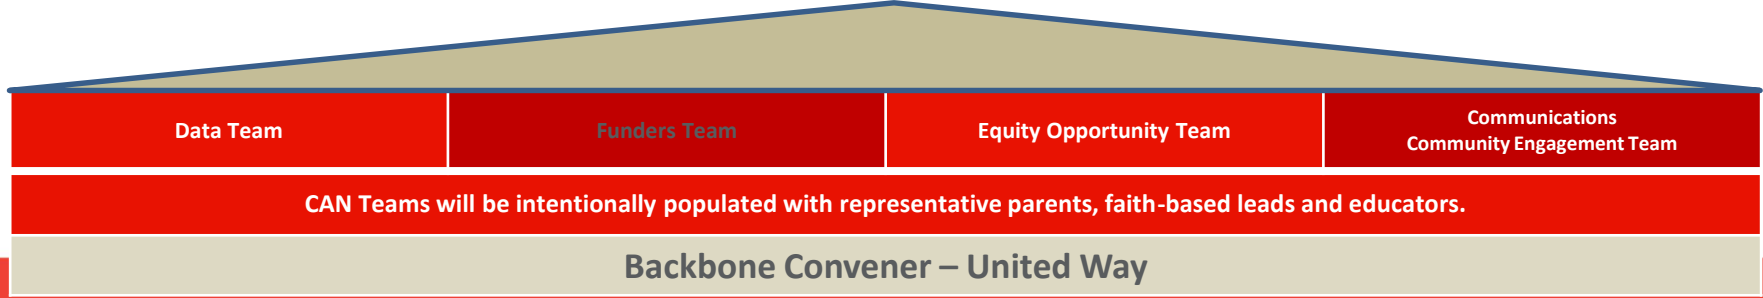 Data Team
Funders Team
Equity Opportunity Team
Communications
Community Engagement Team
CAN Teams will be intentionally populated with representative parents, faith-based leads and educators.
Backbone Convener – United Way